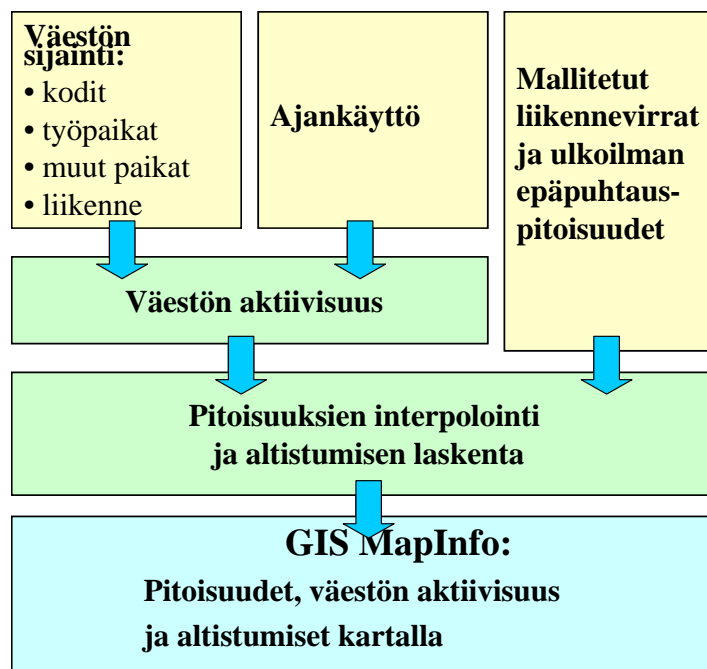 Väestön
sijainti:
• kodit
• työpaikat
• muut paikat
• liikenne
Ajankäyttö
Mallitetut
liikennevirrat
ja ulkoilman
epäpuhtaus-
pitoisuudet
Väestön aktiivisuus
Pitoisuuksien interpolointi
ja altistumisen laskenta
GIS MapInfo:
Pitoisuudet, väestön aktiivisuus
ja altistumiset kartalla